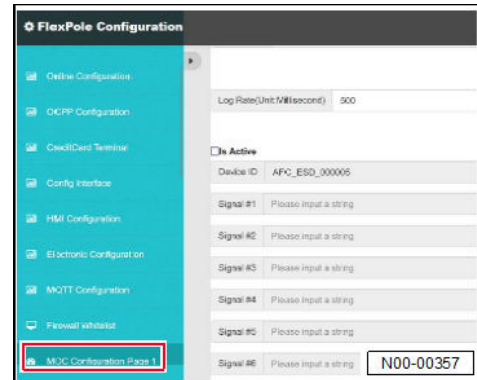 FlexPole Configuration
Online Configuration
OCPP Configuration
CreditCard Terminal
Config Interface
HMI Configuration
Electronic Configuration
MQTT Configuration
Firewall Whitelist
MOC Configuration Page 1
Log Rate(Unit:Millisecond) 500
Is Active
Device ID AFC_ESD_000005
Signal #1 Please input a string
Signal #2 Please input a string
Signal #3 Please input a string
Signal #4 Please input a string
Signal #5 Please input a string
Signal #6 Please input a string
N00-00357